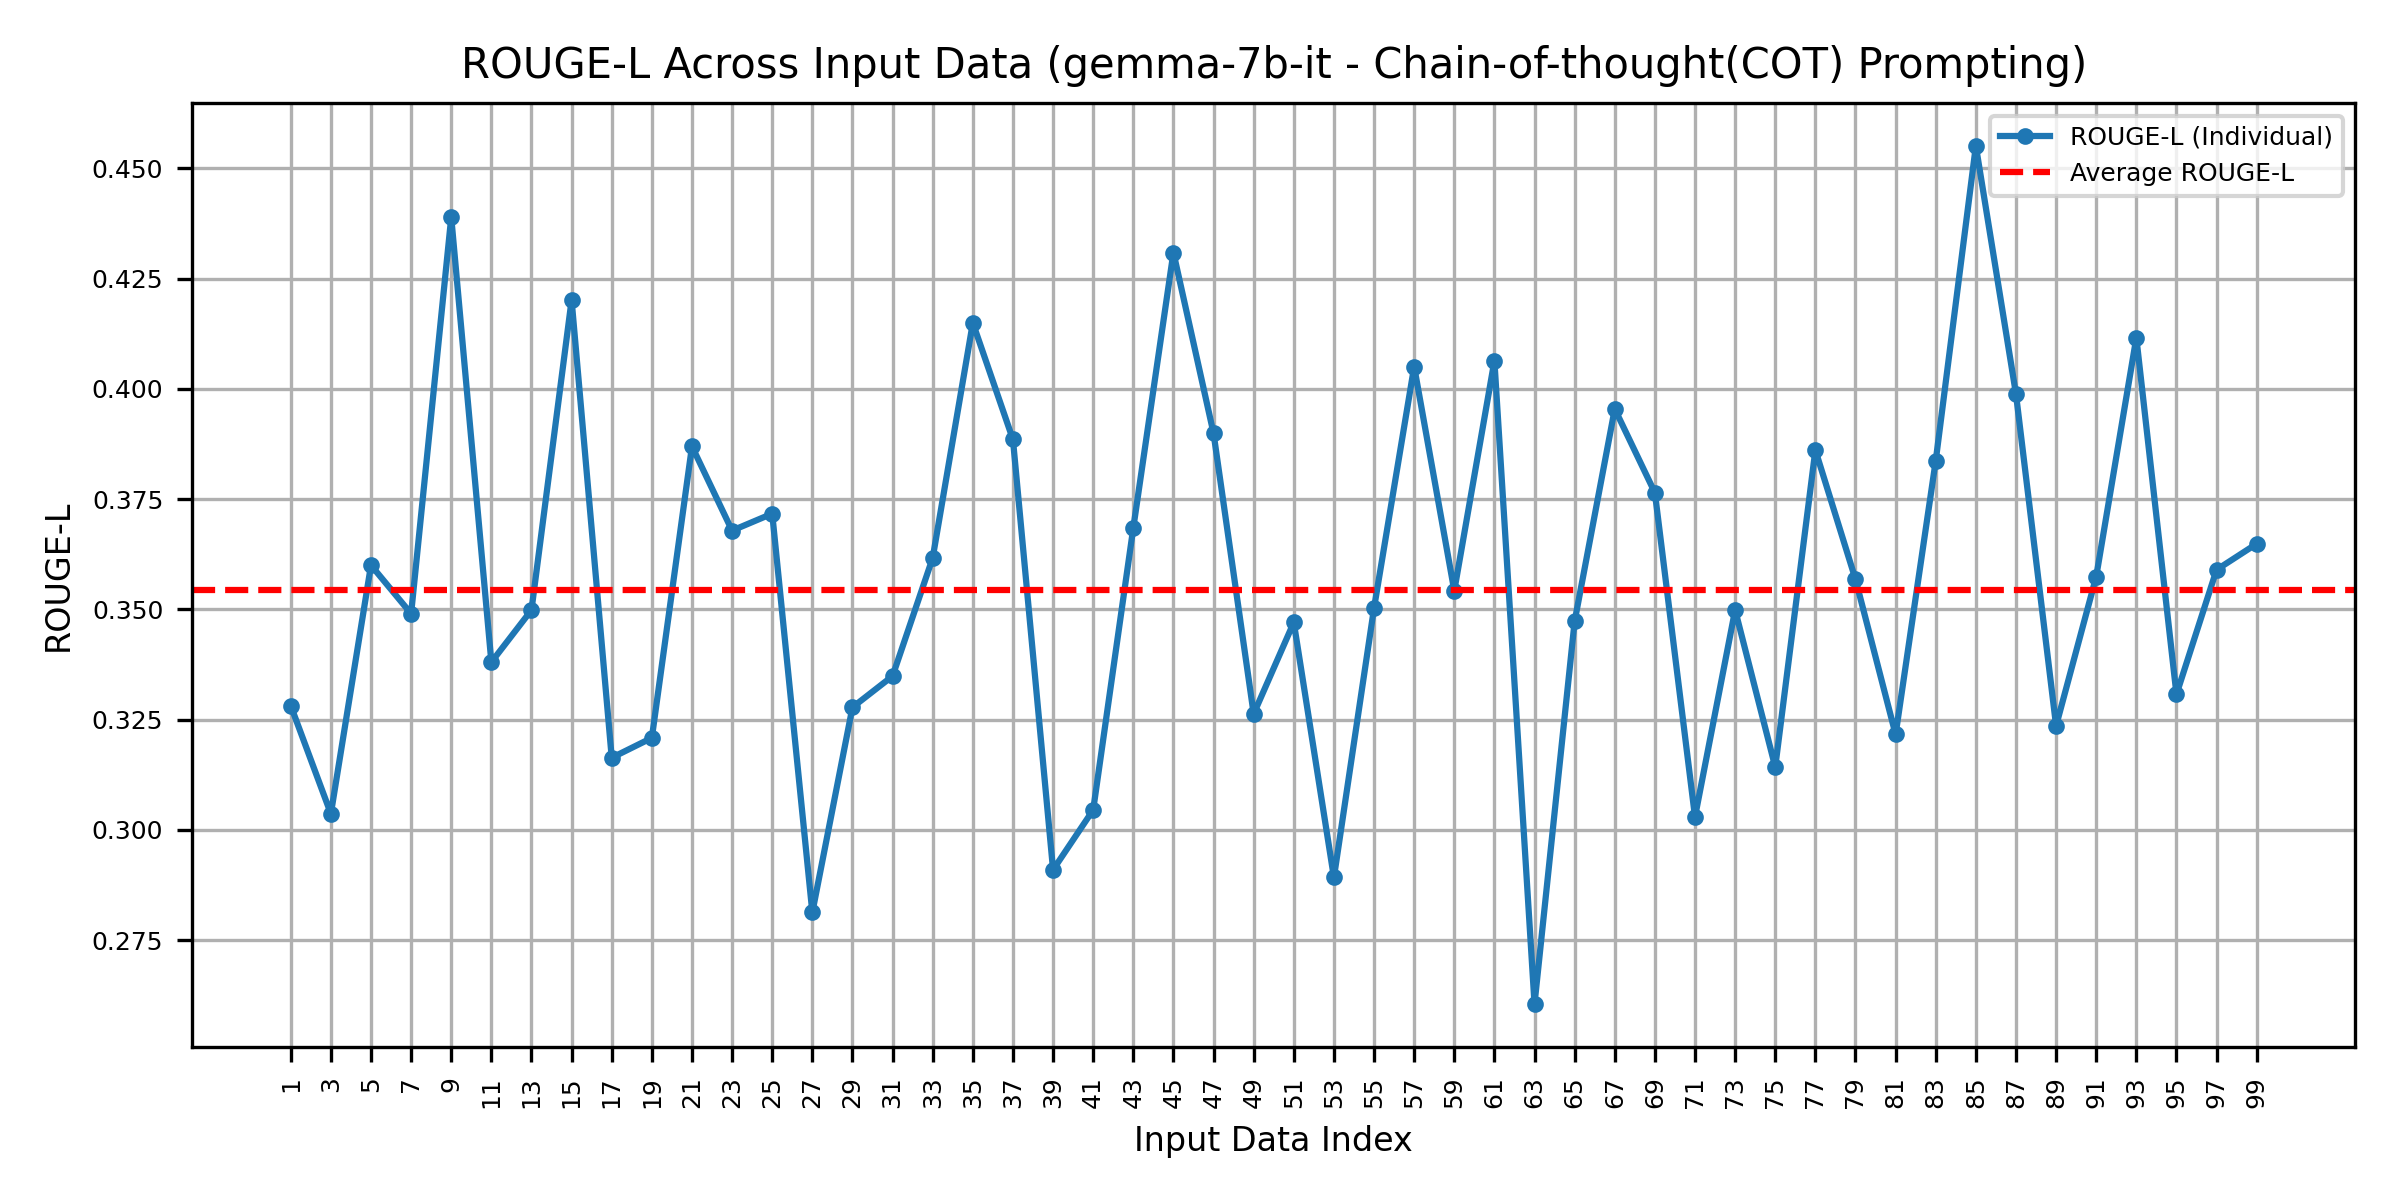 ROUGE-L Across Input Data (gemma-7b-it - Chain-of-thought(COT) Prompting)
ROUGE-L (Individual)
Average ROUGE-L
ROUGE-L
0.450
0.425
0.400
0.375
0.350
0.325
0.300
0.275
1 3 5 7 9 11 13 15 17 19 21 23 25 27 29 31 33 35 37 39 41 43 45 47 49 51 53 55 57 59 61 63 65 67 69 71 73 75 77 79 81 83 85 87 89 91 93 95 97 99
Input Data Index